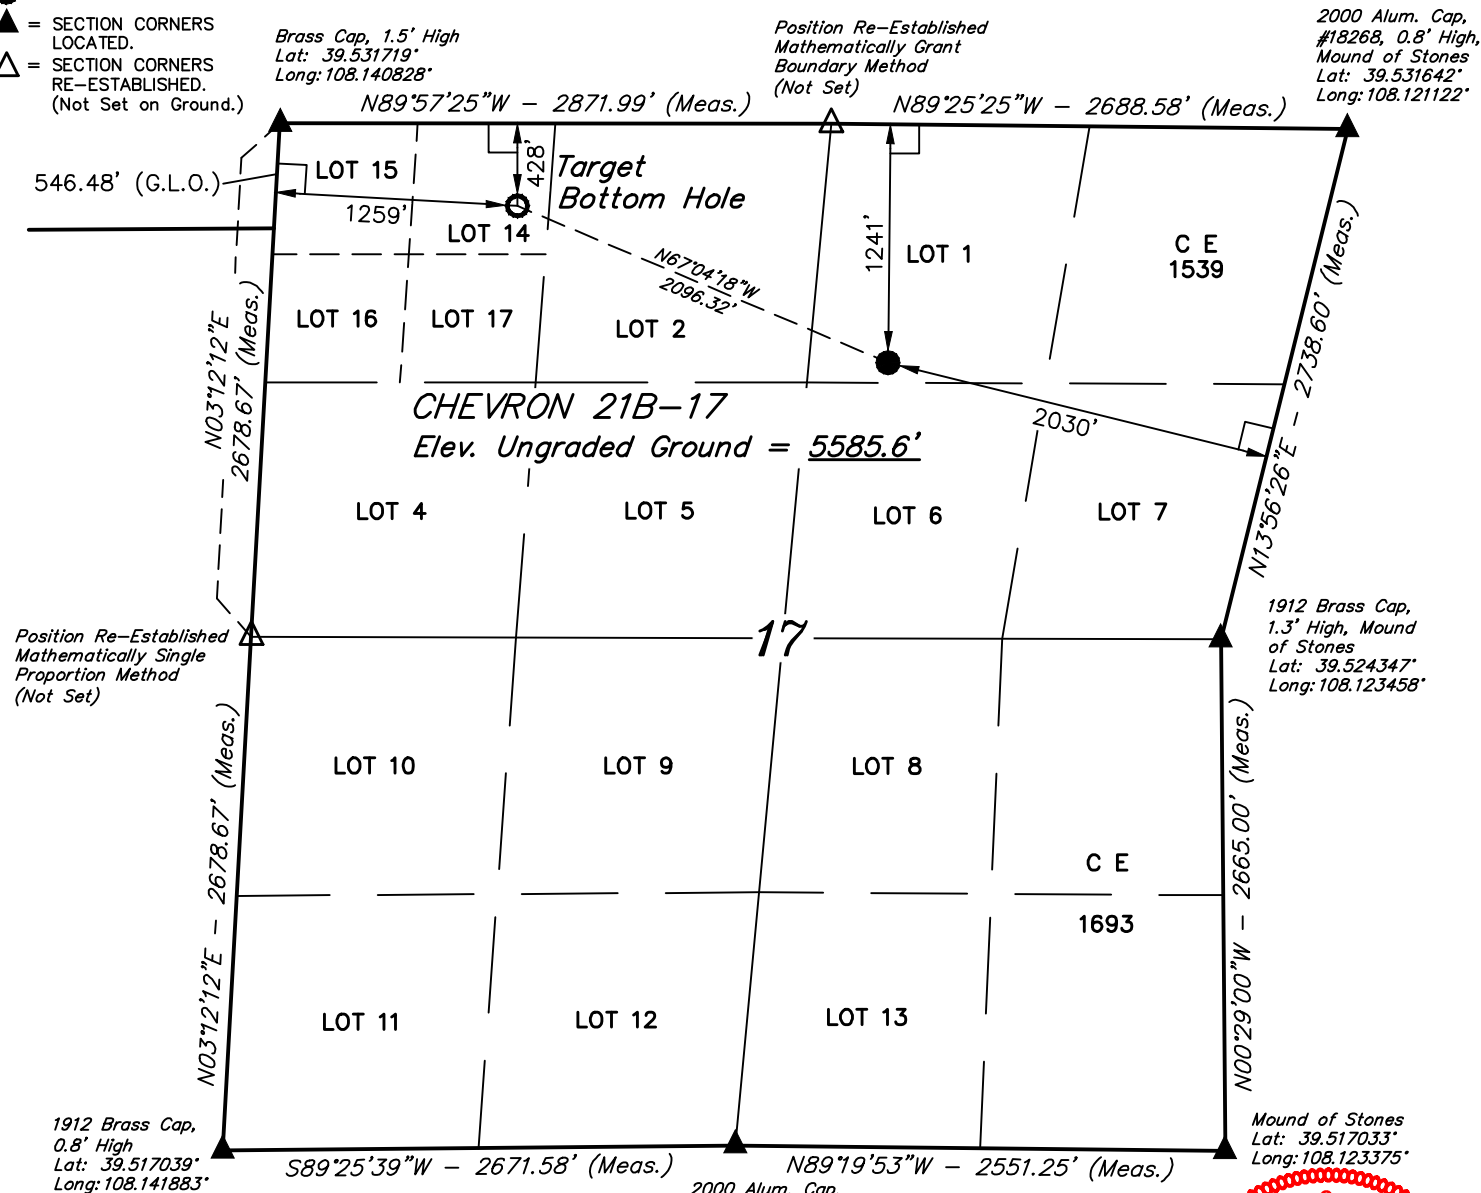 = SECTION CORNERS
LOCATED.
= SECTION CORNERS
RE-ESTABLISHED.
(Not Set on Ground.)
Brass Cap, 1.5' High
Lat: 39.531719°
Long: 108.140828°
Position Re-Established
Mathematically Grant
Boundary Method
(Not Set)
2000 Alum. Cap,
#18268, 0.8' High,
Mound of Stones
Lat: 39.531642°
Long: 108.121122°
N89°57'25"W - 2871.99' (Meas.)
N89°25'25"W - 2688.58' (Meas.)
546.48' (G.L.O.)
LOT 15
428'
Target
Bottom Hole
1259'
LOT 14
1241'
LOT 1
C E
1539
N67°04'18"W
2096.32'
LOT 16
LOT 17
LOT 2
N03°12'12"E
2678.67' (Meas.)
N13°56'26"E - 2738.60' (Meas.)
CHEVRON 21B-17
Elev. Ungraded Ground = 5585.6'
2030'
LOT 4
LOT 5
LOT 6
LOT 7
Position Re-Established
Mathematically Single
Proportion Method
(Not Set)
17
1912 Brass Cap,
1.3' High, Mound
of Stones
Lat: 39.524347°
Long: 108.123458°
N03°12'12"E - 2678.67' (Meas.)
LOT 10
LOT 9
LOT 8
C E
1693
N00°29'00"W - 2665.00' (Meas.)
LOT 11
LOT 12
LOT 13
1912 Brass Cap,
0.8' High
Lat: 39.517039°
Long: 108.141883°
S89°25'39"W - 2671.58' (Meas.)
N89°19'53"W - 2551.25' (Meas.)
Mound of Stones
Lat: 39.517033°
Long: 108.123375°
2000 Alum. Cap,